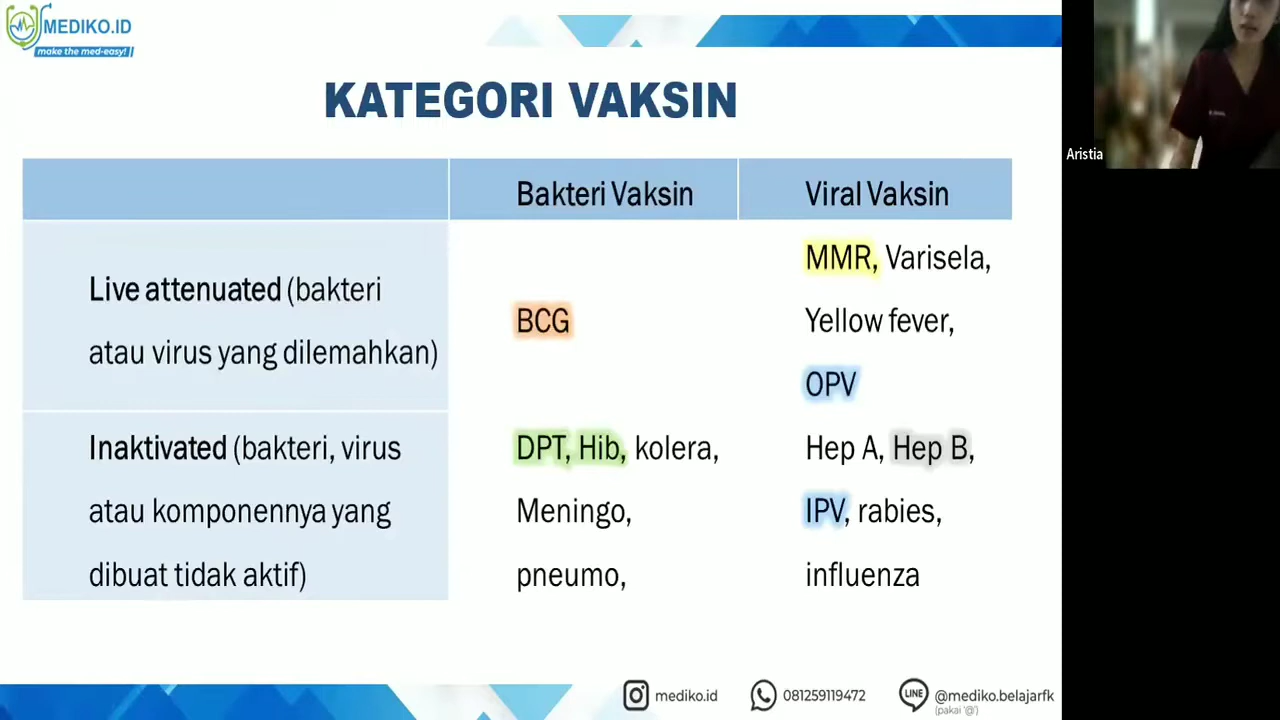 MEDIKO.ID
make the med-easy!
KATEGORI VAKSIN
Bakteri Vaksin
Viral Vaksin
Live attenuated (bakteri
atau virus yang dilemahkan)
BCG
MMR, Varisela,
Yellow fever,
OPV
Inaktivated (bakteri, virus
atau komponennya yang
dibuat tidak aktif)
DPT, Hib, kolera,
Meningo,
pneumo,
Hep A, Hep B,
IPV, rabies,
influenza
Aristia
mediko.id
081259119472
LINE
@mediko.belajarfk
(pakai '@')